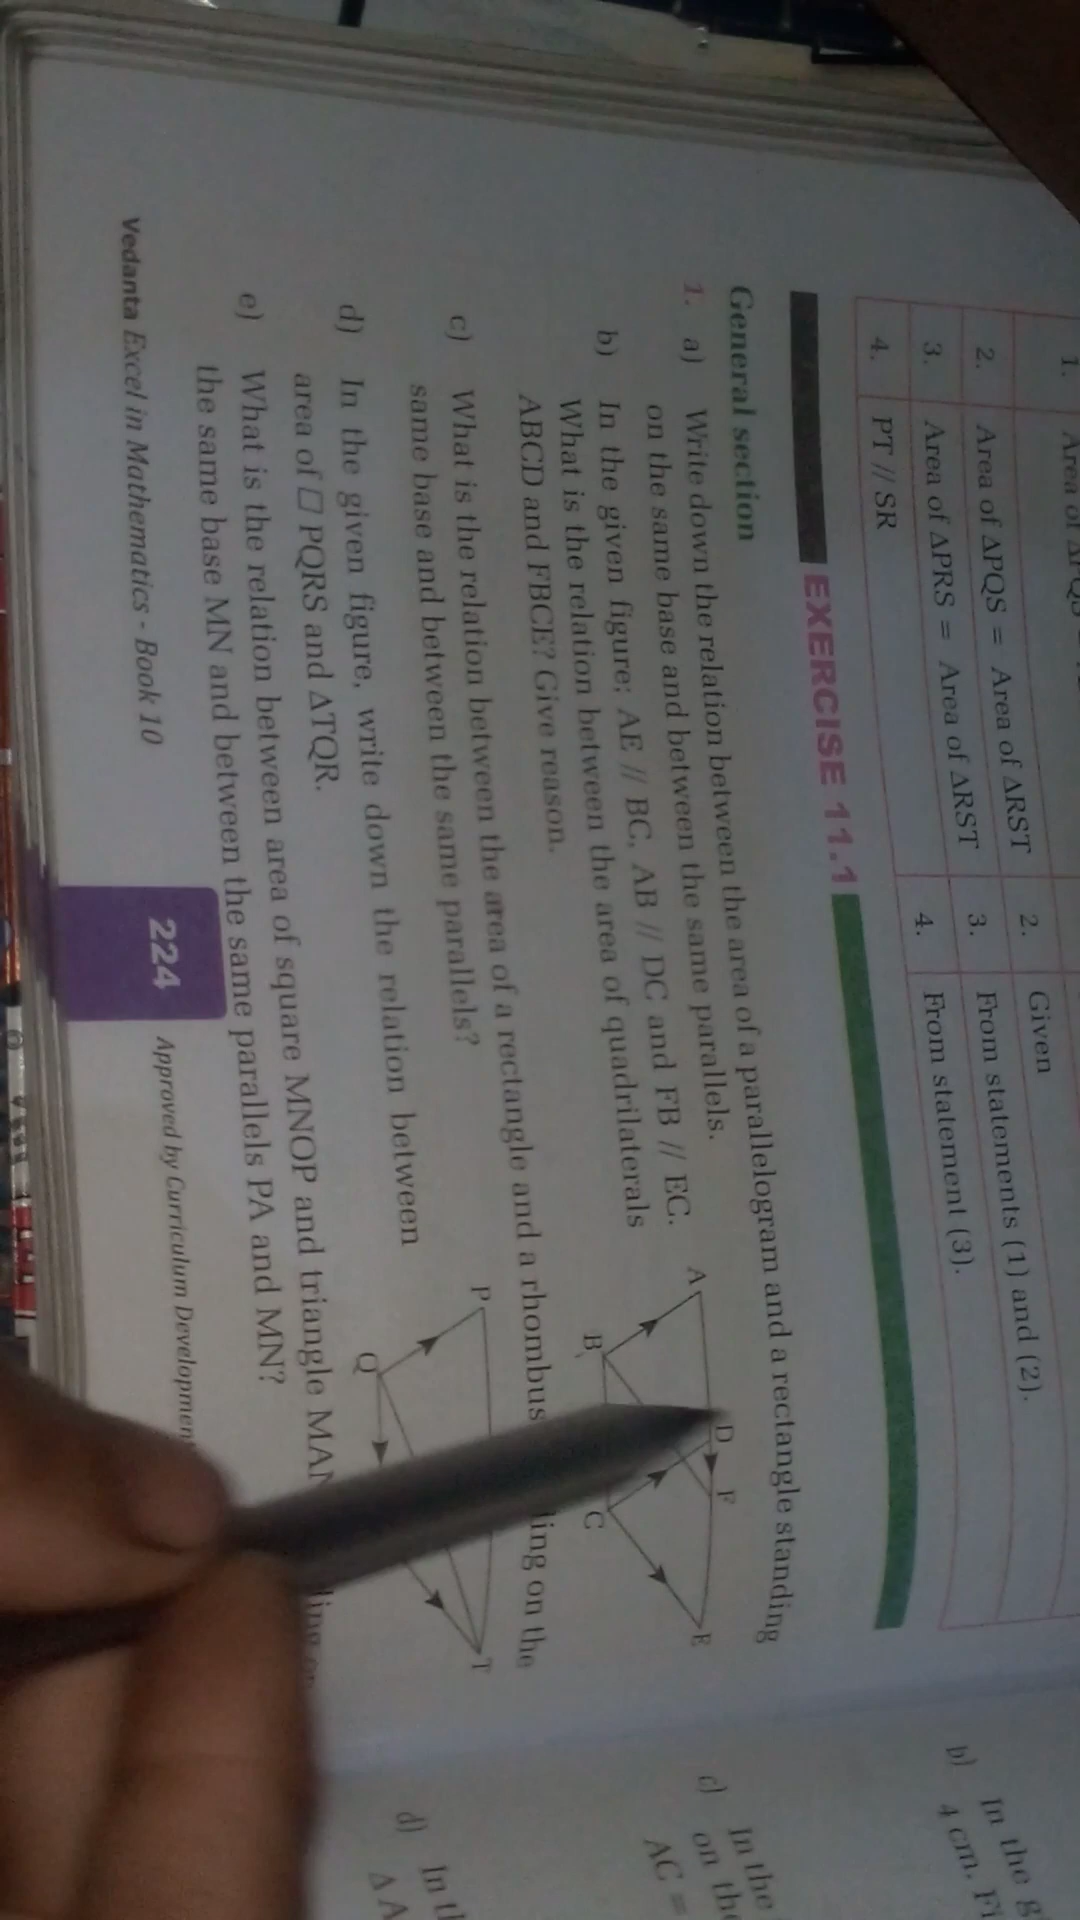 1. Area of
2. Area of ΔPQS = Area of ΔRST 2. Given
3. Area of ΔPRS = Area of ΔRST 3. From statements (1) and (2).
4. PT // SR 4. From statement (3).
EXERCISE 11.1
General section
1. a) Write down the relation between the area of a parallelogram and a rectangle standing
on the same base and between the same parallels.
b) In the given figure; AE // BC, AB // DC and FB // EC.
What is the relation between the area of quadrilaterals
ABCD and FBCE? Give reason.
A D F E
B C
c) What is the relation between the area of a rectangle and a rhombus ding on the
same base and between the same parallels?
d) In the given figure, write down the relation between
area of ▱ PQRS and ΔTQR.
P T
Q
e) What is the relation between area of square MNOP and triangle MAN
the same base MN and between the same parallels PA and MN?
Vedanta Excel in Mathematics - Book 10 224 Approved by Curriculum Developmen
b) In the g
4 cm. Fi
c) In the
on the
AC =
d) In th
Δ A